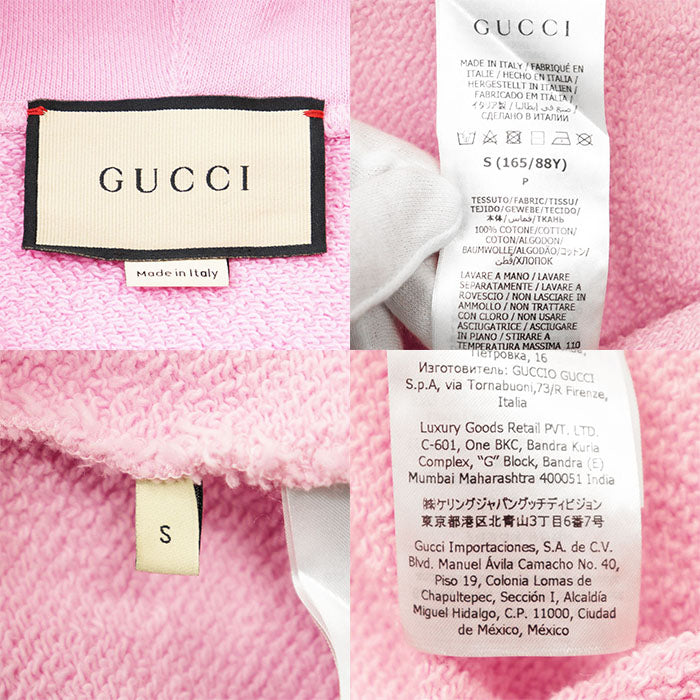 GUCCI
Made in Italy
GUCCI
MADE IN ITALY / FABRIQUÉ EN
ITALIE / HECHO EN ITALIA /
HERGESTELLT IN ITALIEN /
FABRICADO EM ITALIA /
イタリア製 / صنع في إيطاليا /
СДЕЛАНО В ИТАЛИИ
S (165/88Y)
P
TESSUTO/FABRIC/TISSU/
TEJIDO/GEWEBE/TECIDO/
本体/قماش/ТКАНЬ
100% COTONE/COTTON/
COTON/ALGODON/
BAUMWOLLE/ALGODÃO/コットン/
قطن/ХЛОПОК
LAVARE A MANO / LAVARE
SEPARATAMENTE / LAVARE A
ROVESCIO / NON LASCIARE IN
AMMOLLO / NON TRATTARE
CON CLORO / NON USARE
ASCIUGATRICE / ASCIUGARE
IN PIANO / STIRARE A
TEMPERATURA MASSIMA 110
S
Петровка, 16
Изготовитель: GUCCIO GUCCI
S.p.A, via Tornabuoni,73/R Firenze,
Italia
Luxury Goods Retail PVT. LTD.
C-601, One BKC, Bandra Kurla
Complex, “G” Block, Bandra (E)
Mumbai Maharashtra 400051 India
㈱ケリングジャパングッチディビジョン
東京都港区北青山3丁目6番7号
Gucci Importaciones, S.A. de C.V.
Blvd. Manuel Ávila Camacho No. 40,
Piso 19, Colonia Lomas de
Chapultepec, Sección I, Alcaldía
Miguel Hidalgo, C.P. 11000, Ciudad
de México, México